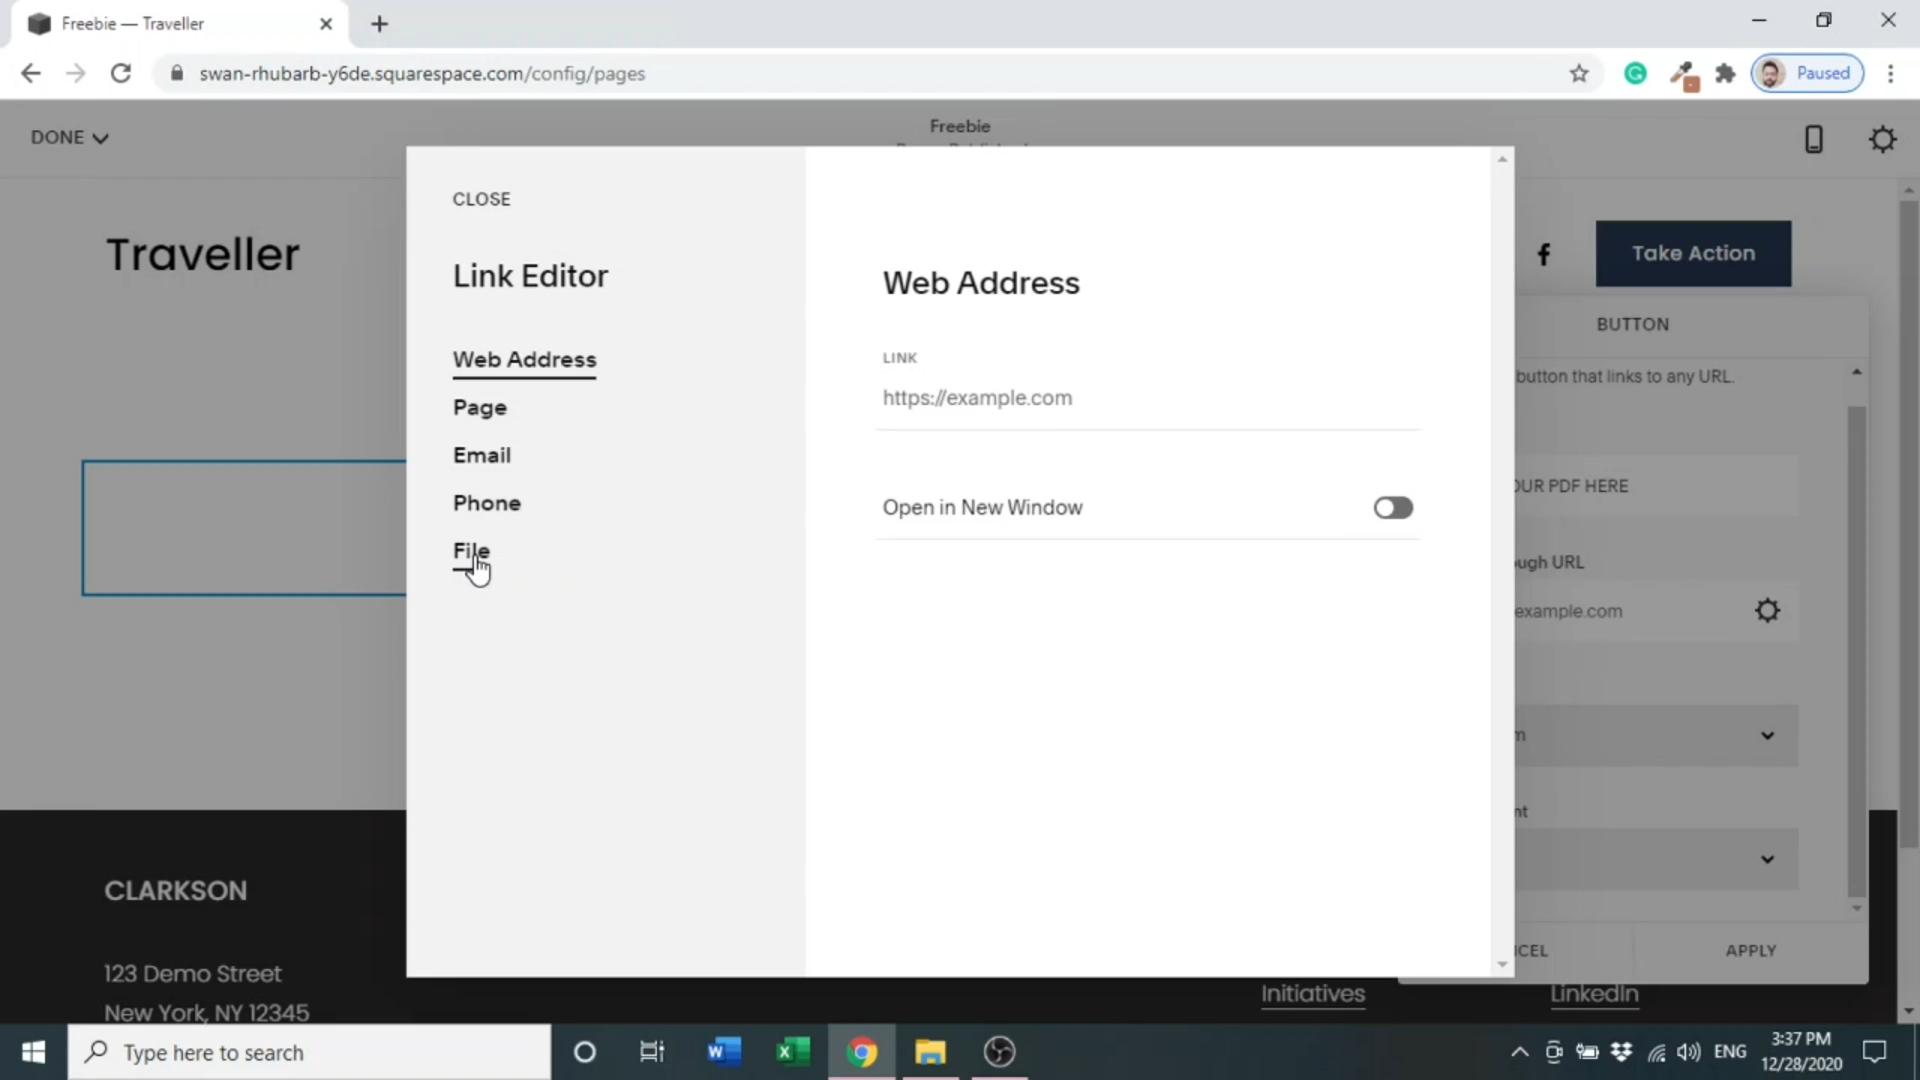 Freebie — Traveller
swan-rhubarb-y6de.squarespace.com/config/pages
Paused
DONE
Freebie
Traveller
Take Action
CLOSE
Link Editor
Web Address
Page
Email
Phone
File
Web Address
LINK
https://example.com
Open in New Window
BUTTON
button that links to any URL.
OUR PDF HERE
ough URL
example.com
m
nt
CEL
APPLY
CLARKSON
123 Demo Street
New York, NY 12345
Initiatives
LinkedIn
Type here to search
ENG
3:37 PM
12/28/2020